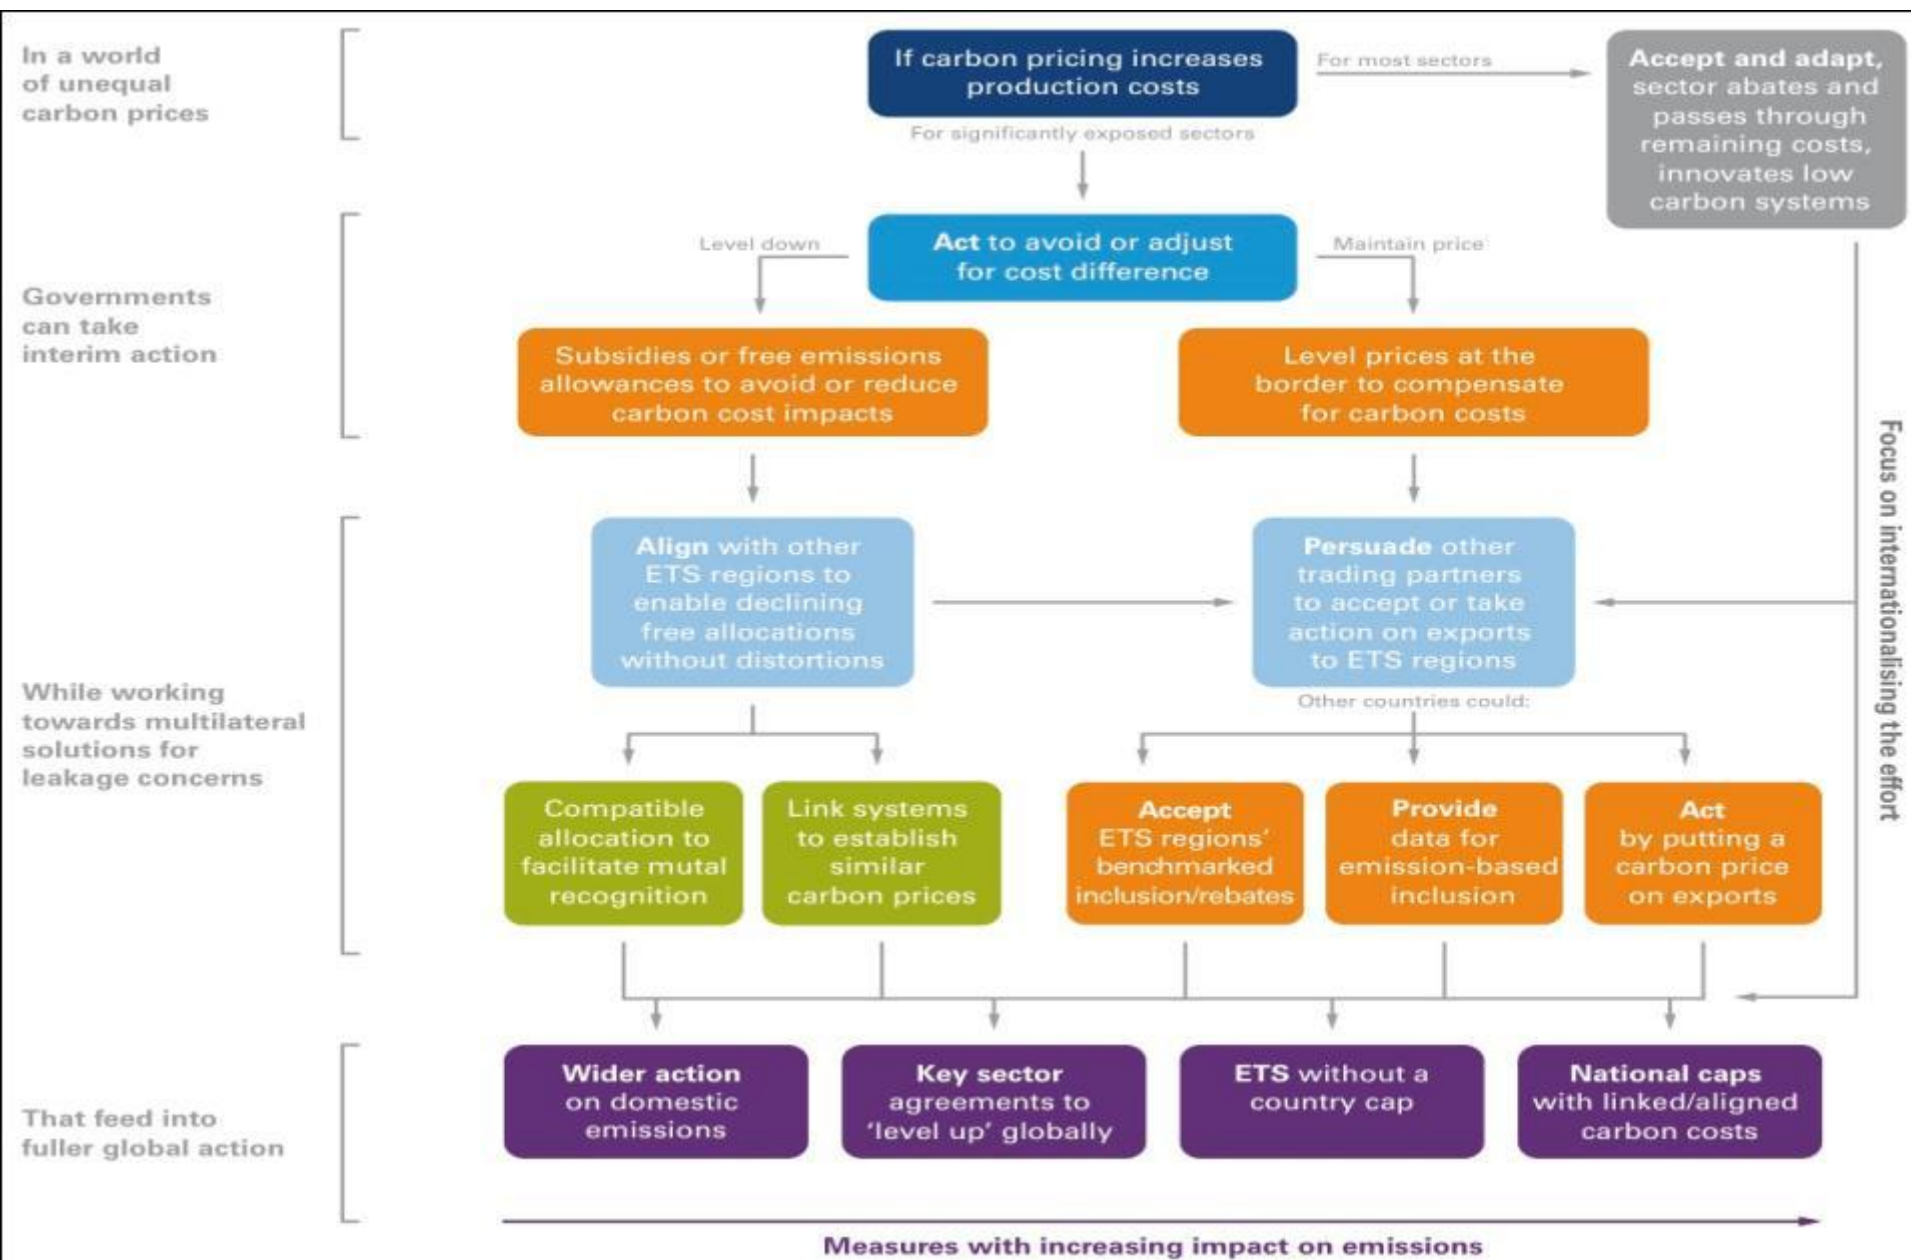 In a world
of unequal
carbon prices
If carbon pricing increases
production costs
For most sectors
Accept and adapt,
sector abates and
passes through
remaining costs,
innovates low
carbon systems
For significantly exposed sectors
Governments
can take
interim action
Level down
Act to avoid or adjust
for cost difference
Maintain price
Subsidies or free emissions
allowances to avoid or reduce
carbon cost impacts
Level prices at the
border to compensate
for carbon costs
Focus on internationalising the effort
While working
towards multilateral
solutions for
leakage concerns
Align with other
ETS regions to
enable declining
free allocations
without distortions
Persuade other
trading partners
to accept or take
action on exports
to ETS regions
Other countries could:
Compatible
allocation to
facilitate mutal
recognition
Link systems
to establish
similar
carbon prices
Accept
ETS regions’
benchmarked
inclusion/rebates
Provide
data for
emission-based
inclusion
Act
by putting a
carbon price
on exports
That feed into
fuller global action
Wider action
on domestic
emissions
Key sector
agreements to
‘level up’ globally
ETS without a
country cap
National caps
with linked/aligned
carbon costs
Measures with increasing impact on emissions